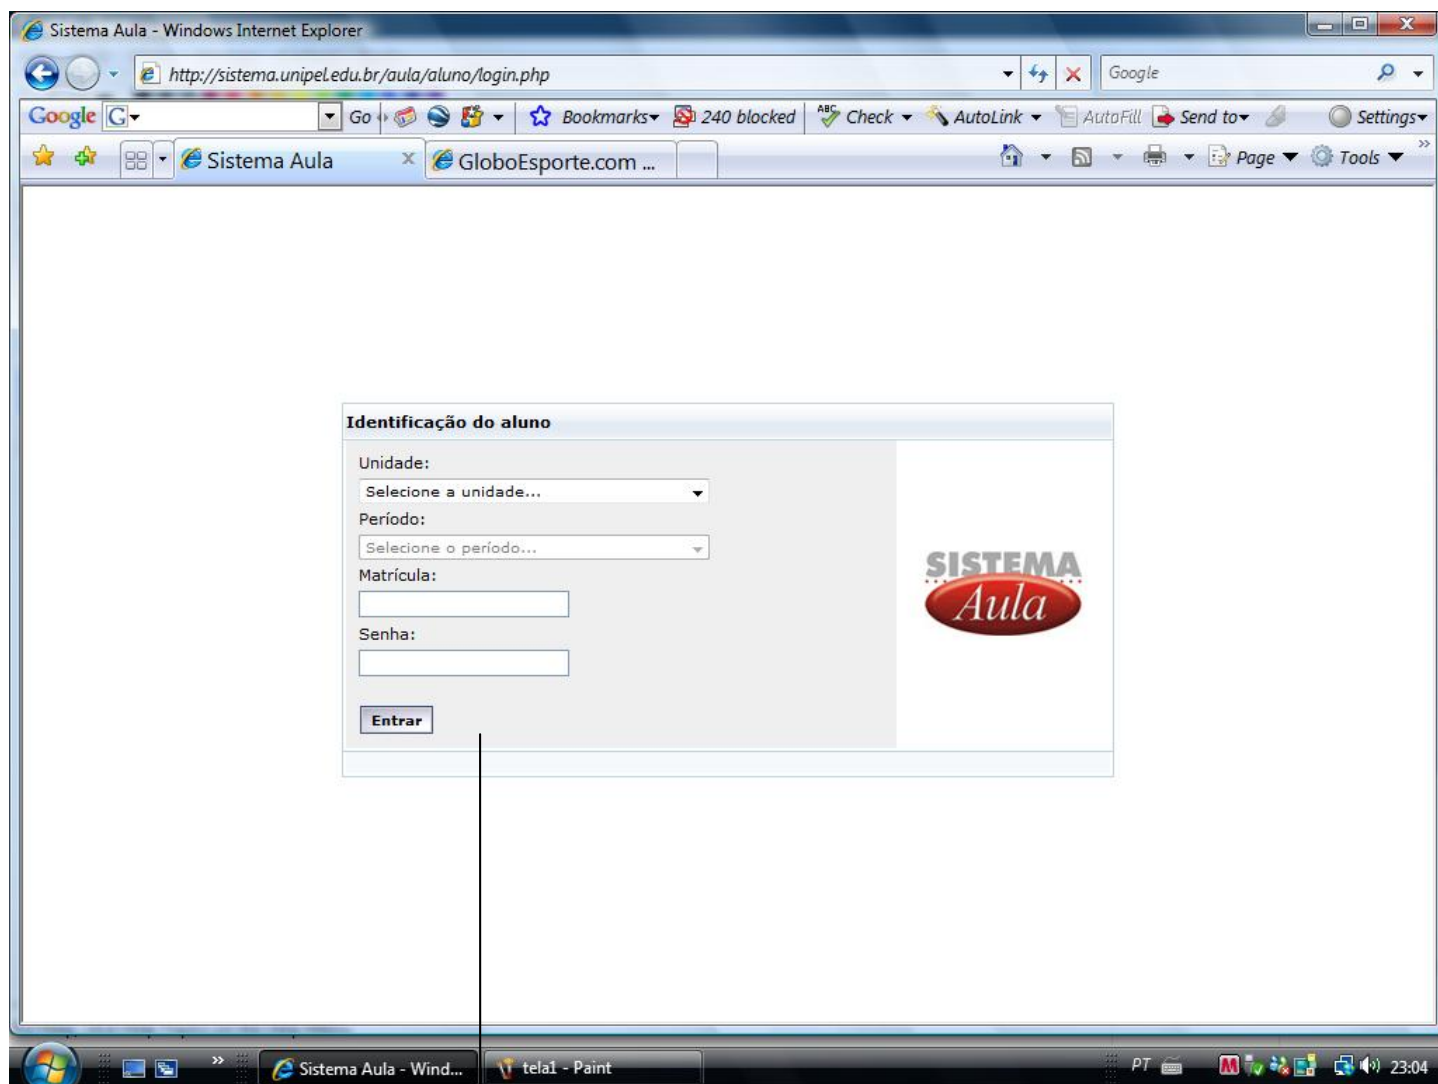 Sistema Aula - Windows Internet Explorer
http://sistema.unipel.edu.br/aula/aluno/login.php
Google
Google G Go Bookmarks 240 blocked ABC Check AutoLink AutoFill Send to Settings
Sistema Aula x GloboEsporte.com ... Page Tools »
Identificação do aluno
Unidade:
Selecione a unidade...
Período:
Selecione o período...
Matrícula:
Senha:
Entrar
SISTEMA
Aula
» Sistema Aula - Wind... tela1 - Paint PT M 23:04